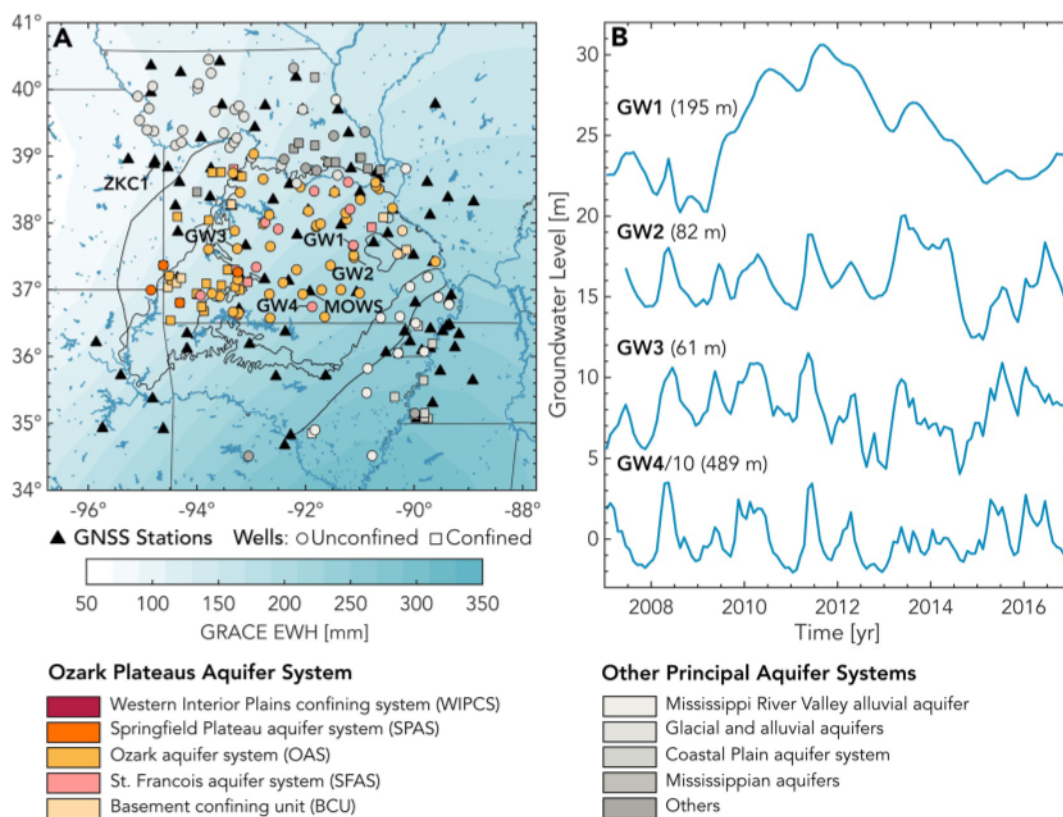 A
41°
40°
39°
38°
37°
36°
35°
34°
ZKC1
GW3
GW1
GW2
GW4
MOWS
-96°
-94°
-92°
-90°
-88°
▲ GNSS Stations Wells: ○Unconfined □Confined
50 100 150 200 250 300 350
GRACE EWH [mm]
B
Groundwater Level [m]
30
25
20
15
10
5
0
GW1 (195 m)
GW2 (82 m)
GW3 (61 m)
GW4/10 (489 m)
2008 2010 2012 2014 2016
Time [yr]
Ozark Plateaus Aquifer System
Western Interior Plains confining system (WIPCS)
Springfield Plateau aquifer system (SPAS)
Ozark aquifer system (OAS)
St. Francois aquifer system (SFAS)
Basement confining unit (BCU)
Other Principal Aquifer Systems
Mississippi River Valley alluvial aquifer
Glacial and alluvial aquifers
Coastal Plain aquifer system
Mississippian aquifers
Others